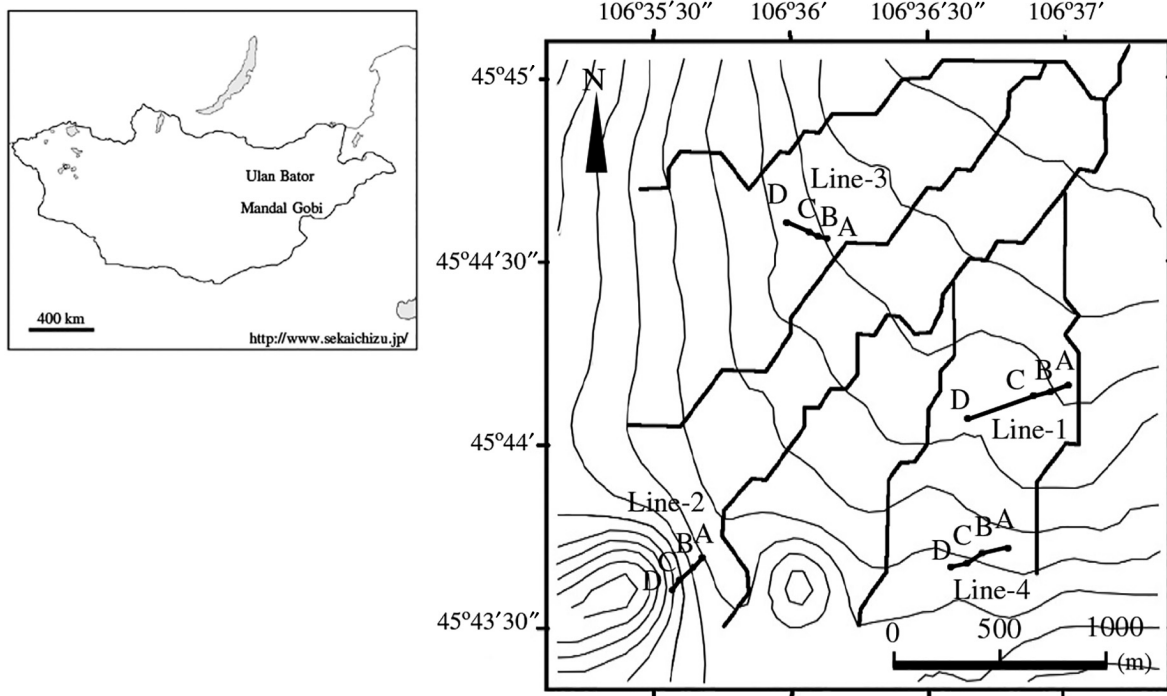 Ulan Bator
Mandal Gobi
400 km
http://www.sekaichizu.jp/
106º35′30″ 106º36′ 106º36′30″ 106º37′
45º45′
N
Line-3
D
C
B
A
45º44′30″
A
B
C
D
Line-1
45º44′
Line-2
A
B
C
D
A
B
C
D
Line-4
45º43′30″
0 500 1000
(m)